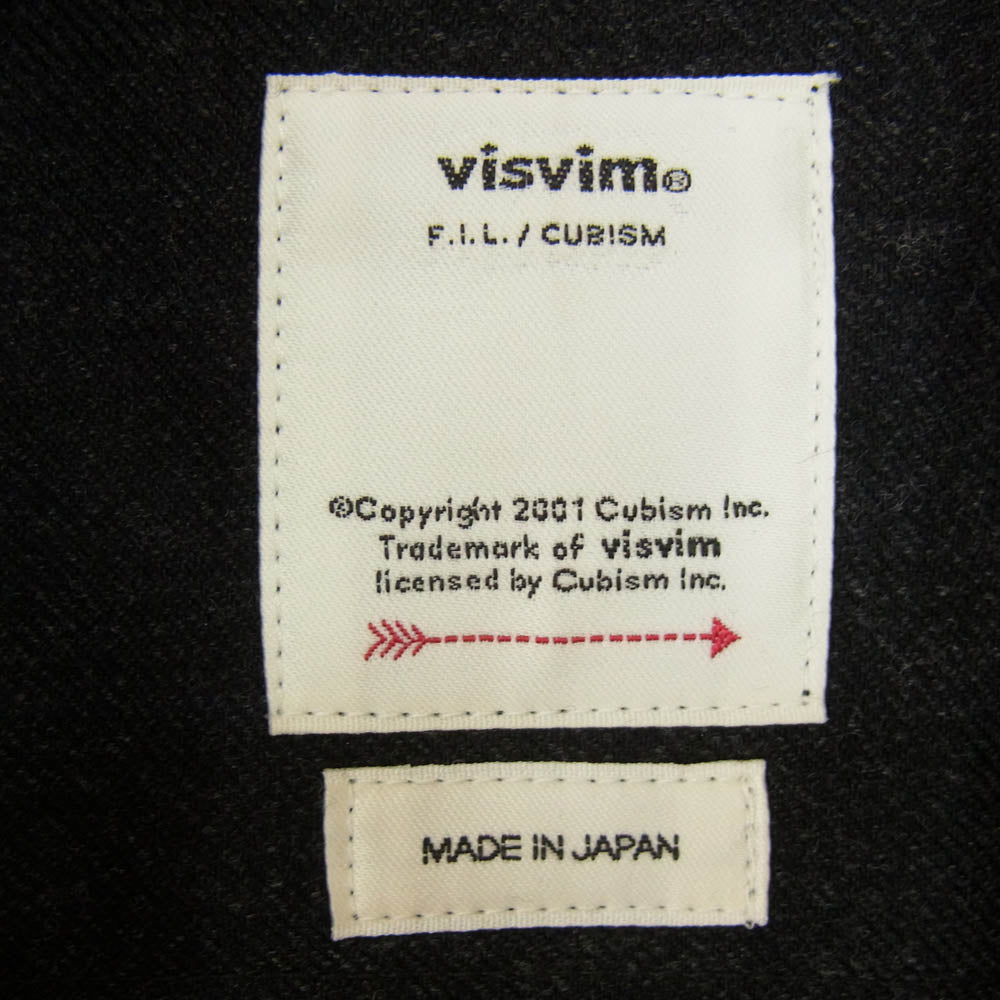 visvim®
F.I.L. / CUBISM
©Copyright 2001 Cubism Inc.
Trademark of visvim
licensed by Cubism Inc.
MADE IN JAPAN